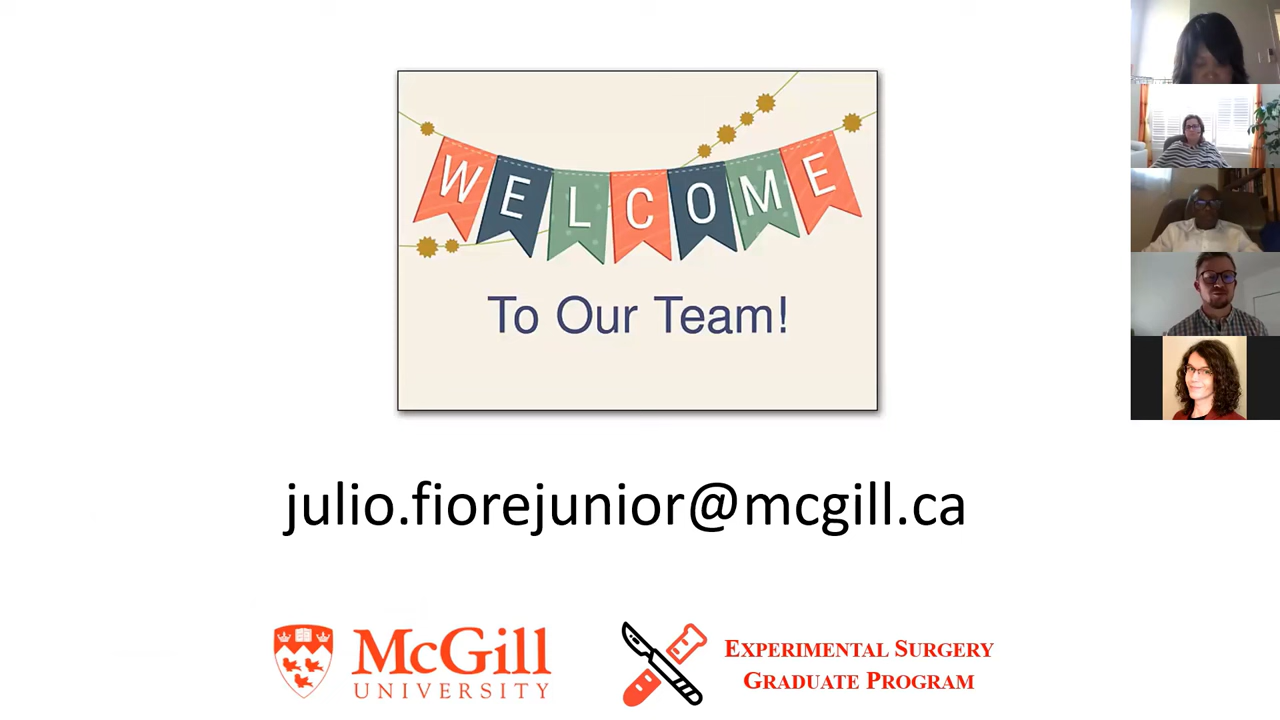 WELCOME
To Our Team!
julio.fiorejunior@mcgill.ca
McGill
UNIVERSITY
EXPERIMENTAL SURGERY
GRADUATE PROGRAM